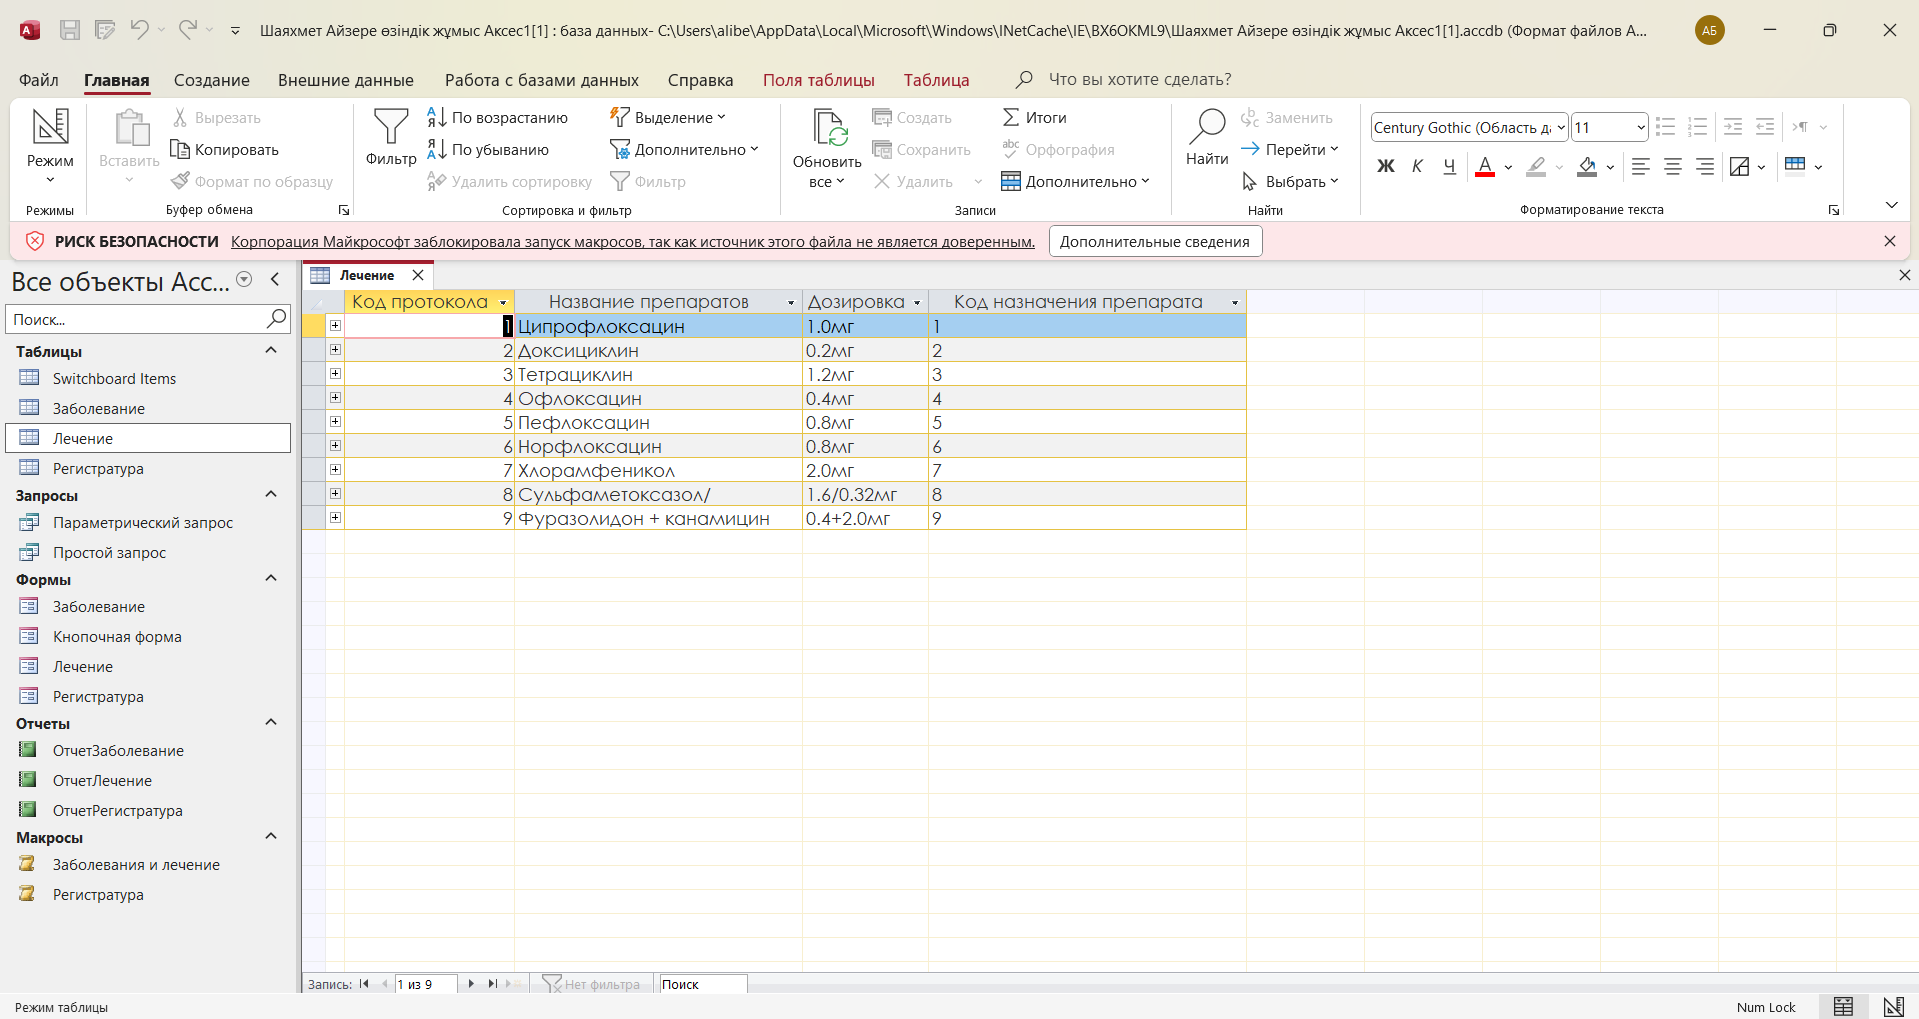 Шаяхмет Айзере өзіндік жұмыс Аксес1[1] : база данных- C:\Users\alibe\AppData\Local\Microsoft\Windows\INetCache\IE\BX6OKML9\Шаяхмет Айзере өзіндік жұмыс Аксес1[1].accdb (Формат файлов A...
АБ
Файл Главная Создание Внешние данные Работа с базами данных Справка Поля таблицы Таблица Что вы хотите сделать?
Режим
Режимы
Вставить
Вырезать
Копировать
Формат по образцу
Буфер обмена
Фильтр
По возрастанию
По убыванию
Удалить сортировку
Выделение
Дополнительно
Фильтр
Сортировка и фильтр
Обновить
все
Создать
Сохранить
Удалить
Итоги
Орфография
Дополнительно
Записи
Найти
Заменить
Перейти
Выбрать
Найти
Century Gothic (Область д 11
Ж К Ч А
Форматирование текста
РИСК БЕЗОПАСНОСТИ Корпорация Майкрософт заблокировала запуск макросов, так как источник этого файла не является доверенным. Дополнительные сведения
Все объекты Acc...
Поиск...
Таблицы
Switchboard Items
Заболевание
Лечение
Регистратура
Запросы
Параметрический запрос
Простой запрос
Формы
Заболевание
Кнопочная форма
Лечение
Регистратура
Отчеты
ОтчетЗаболевание
ОтчетЛечение
ОтчетРегистратура
Макросы
Заболевания и лечение
Регистратура
Лечение
Код протокола Название препаратов Дозировка Код назначения препарата
1 Ципрофлоксацин 1.0мг 1
2 Доксициклин 0.2мг 2
3 Тетрациклин 1.2мг 3
4 Офлоксацин 0.4мг 4
5 Пефлоксацин 0.8мг 5
6 Норфлоксацин 0.8мг 6
7 Хлорамфеникол 2.0мг 7
8 Сульфаметоксазол/ 1.6/0.32мг 8
9 Фуразолидон + канамицин 0.4+2.0мг 9
Запись: 1 из 9 Нет фильтра Поиск
Режим таблицы
Num Lock